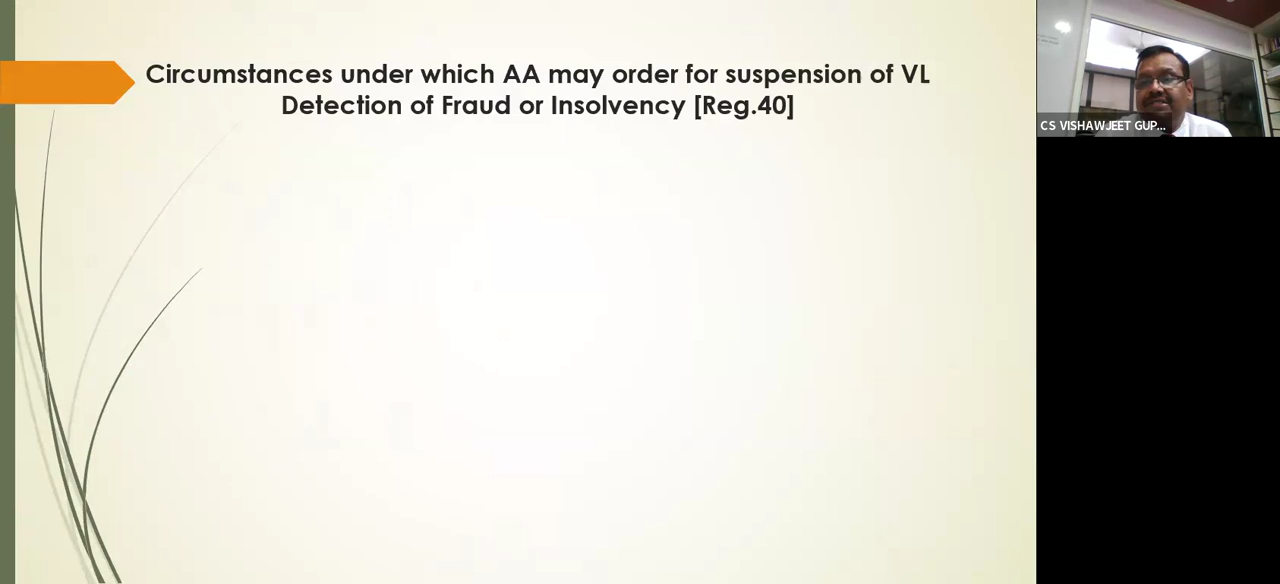 Circumstances under which AA may order for suspension of VL
Detection of Fraud or Insolvency [Reg.40]
CS VISHAWJEET GUP...